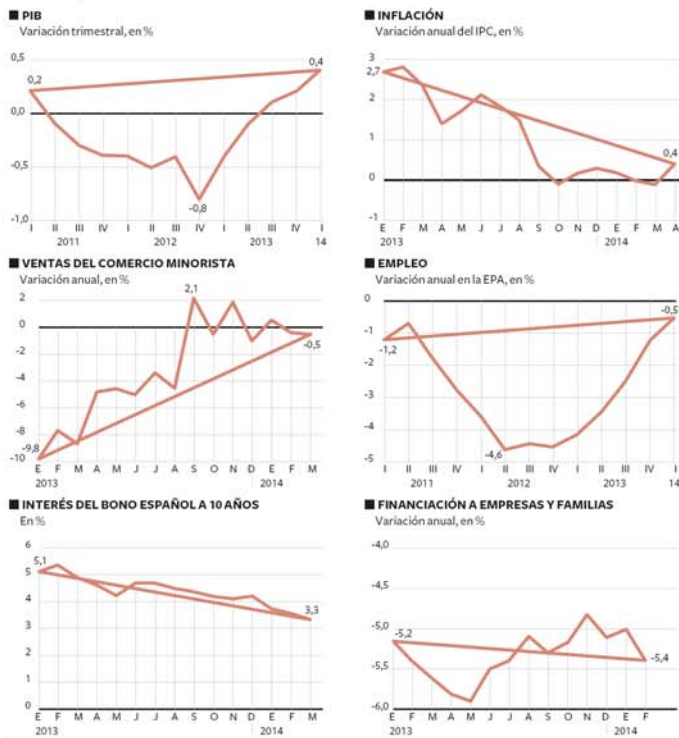 PIB
Variación trimestral, en %
0,5
0,4
0,2
0,0
-0,5
-0,8
-1,0
I II III IV I II III IV I II III IV I
2011 2012 2013 14
INFLACIÓN
Variación anual del IPC, en %
3
2,7
2
1
0,4
0
-1
E F M A M J J A S O N D E F M A
2013 2014
VENTAS DEL COMERCIO MINORISTA
Variación anual, en %
2
2,1
0
-0,5
-2
-4
-6
-8
-9,8
-10
E F M A M J J A S O N D E F M
2013 2014
EMPLEO
Variación anual en la EPA, en %
0
-0,5
-1
-1,2
-2
-3
-4
-4,6
-5
I II III IV I II III IV I II III IV I
2011 2012 2013 14
INTERÉS DEL BONO ESPAÑOL A 10 AÑOS
En %
6
5,1
5
4
3,3
3
2
1
0
E F M A M J J A S O N D E F M
2013 2014
FINANCIACIÓN A EMPRESAS Y FAMILIAS
Variación anual, en %
-4,0
-4,5
-5,0
-5,2
-5,4
-5,5
-6,0
E F M A M J J A S O N D E F
2013 2014